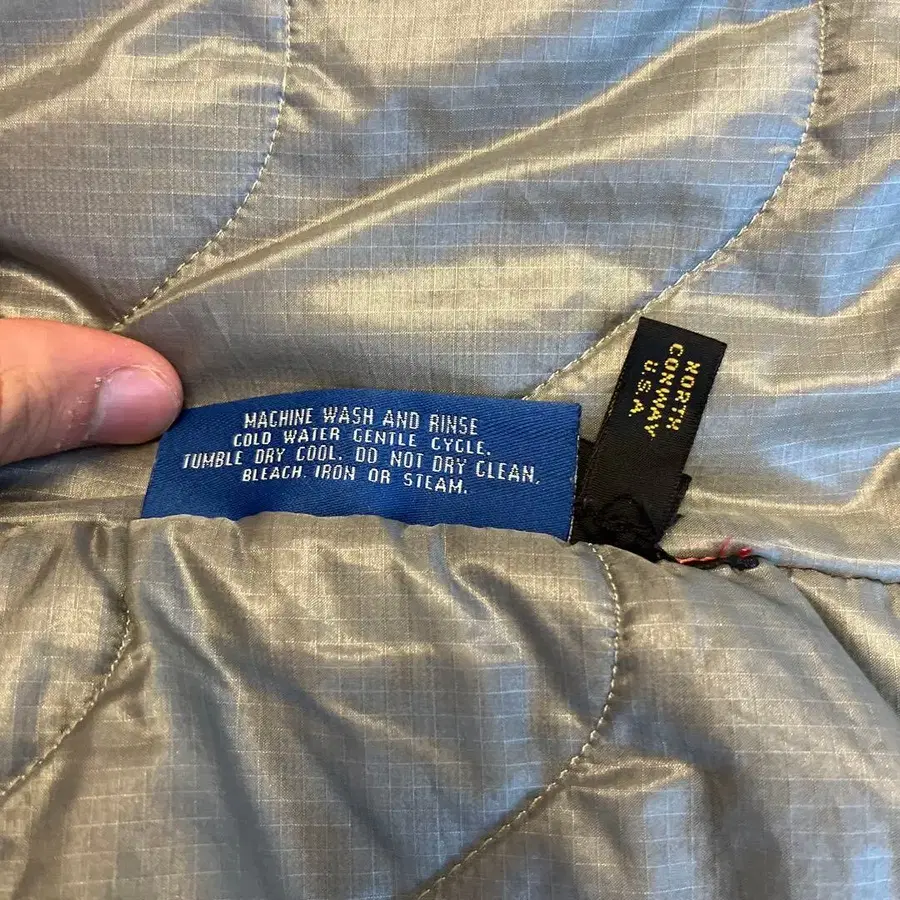 MACHINE WASH AND RINSE
COLD WATER GENTLE CYCLE.
TUMBLE DRY COOL. DO NOT DRY CLEAN,
BLEACH, IRON OR STEAM.
NORTH
CONWAY
USA